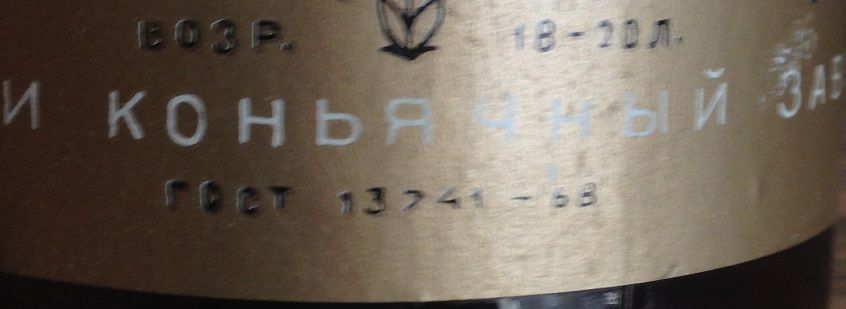 ВОЗР. 18-20Л.
И КОНЬЯЧНЫЙ ЗАВ
ГОСТ 13741-68